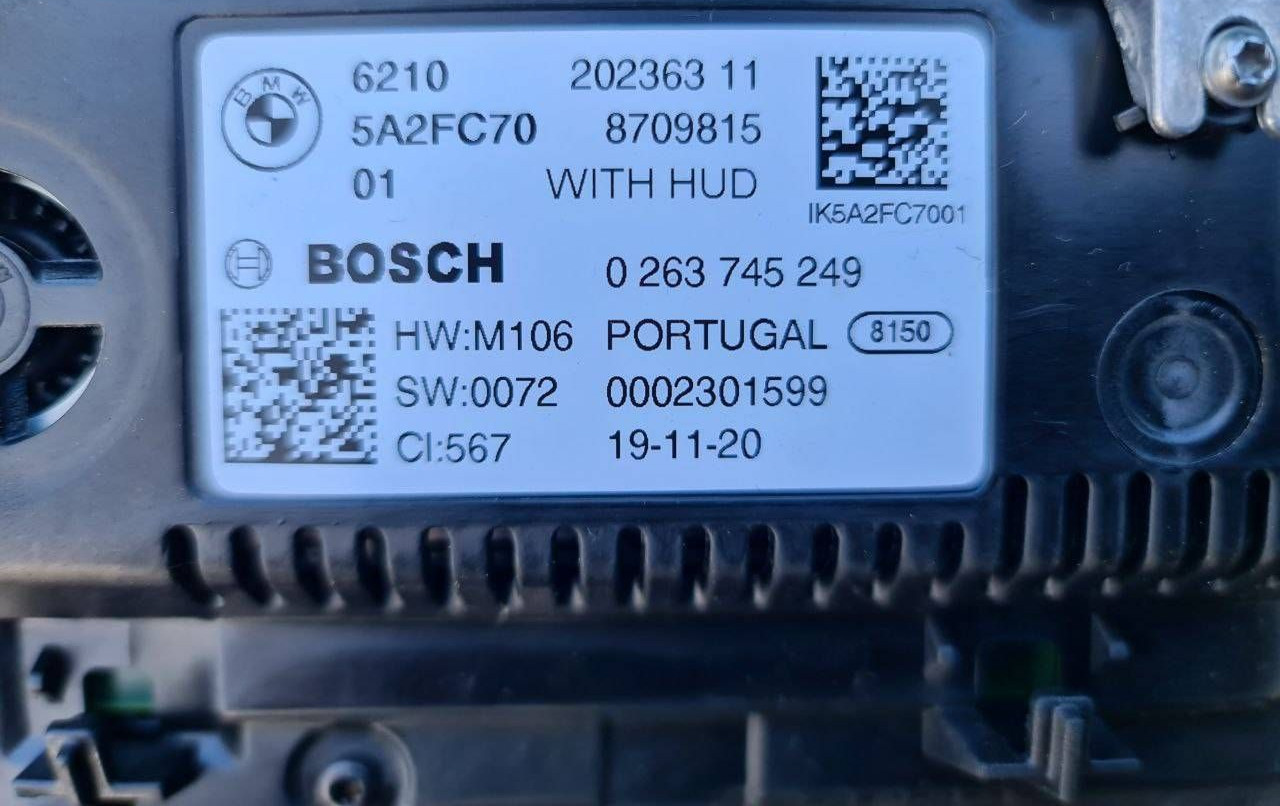 BMW
6210 202363 11
5A2FC70 8709815
01 WITH HUD
IK5A2FC7001
BOSCH 0 263 745 249
HW:M106 PORTUGAL 8150
SW:0072 0002301599
CI:567 19-11-20